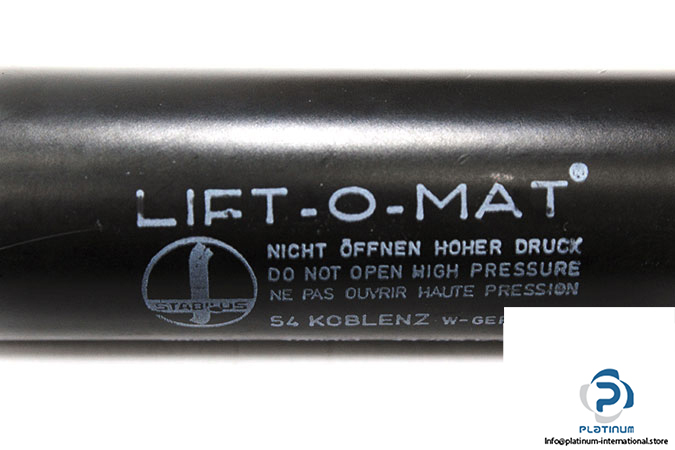 LIFT-O-MAT®
STABILUS
NICHT ÖFFNEN HOHER DRUCK
DO NOT OPEN HIGH PRESSURE
NE PAS OUVRIR HAUTE PRESSION
54 KOBLENZ W-GER
PLATINUM
Info@platinum-international.store